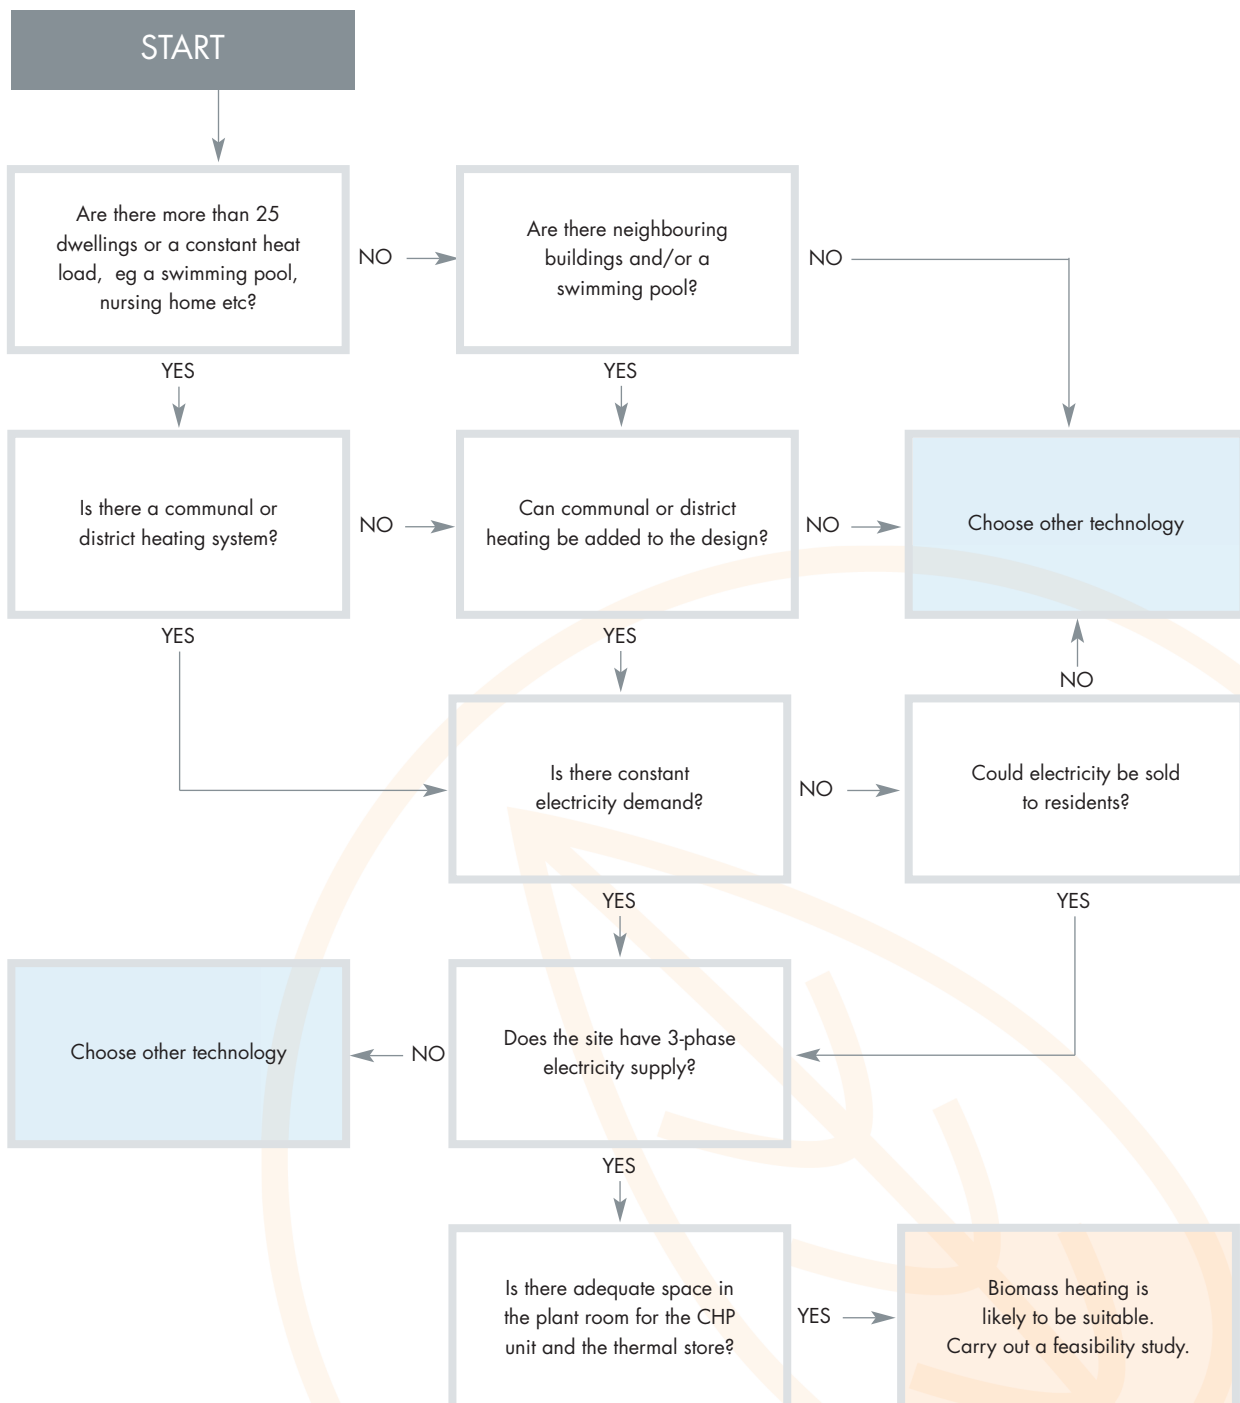 START
Are there more than 25
dwellings or a constant heat
load, eg a swimming pool,
nursing home etc?
NO
Are there neighbouring
buildings and/or a
swimming pool?
NO
YES
YES
Is there a communal or
district heating system?
NO
Can communal or district
heating be added to the design?
NO
Choose other technology
YES
YES
NO
Is there constant
electricity demand?
NO
Could electricity be sold
to residents?
YES
YES
Choose other technology
NO
Does the site have 3-phase
electricity supply?
YES
Is there adequate space in
the plant room for the CHP
unit and the thermal store?
YES
Biomass heating is
likely to be suitable.
Carry out a feasibility study.